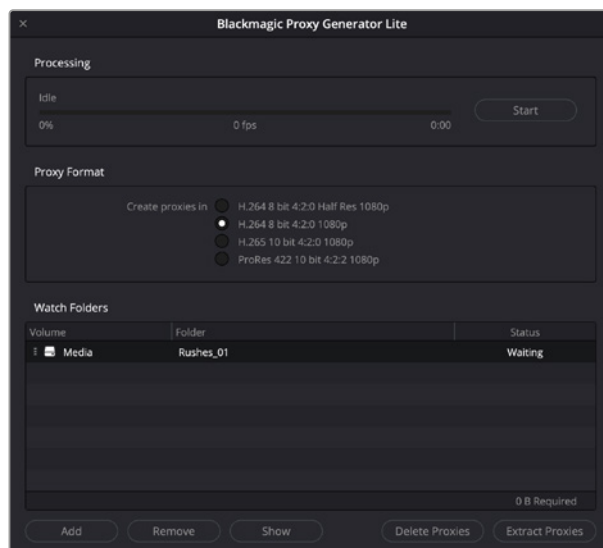 Blackmagic Proxy Generator Lite
Processing
Idle
Start
0% 0 fps 0:00
Proxy Format
Create proxies in H.264 8 bit 4:2:0 Half Res 1080p
H.264 8 bit 4:2:0 1080p
H.265 10 bit 4:2:0 1080p
ProRes 422 10 bit 4:2:2 1080p
Watch Folders
Volume Folder Status
Media Rushes_01 Waiting
0 B Required
Add Remove Show Delete Proxies Extract Proxies